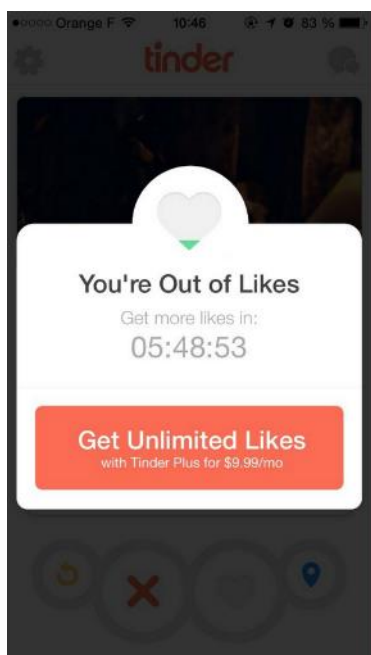 Orange F 10:46 83 %
tinder
You're Out of Likes
Get more likes in:
05:48:53
Get Unlimited Likes
with Tinder Plus for $9.99/mo